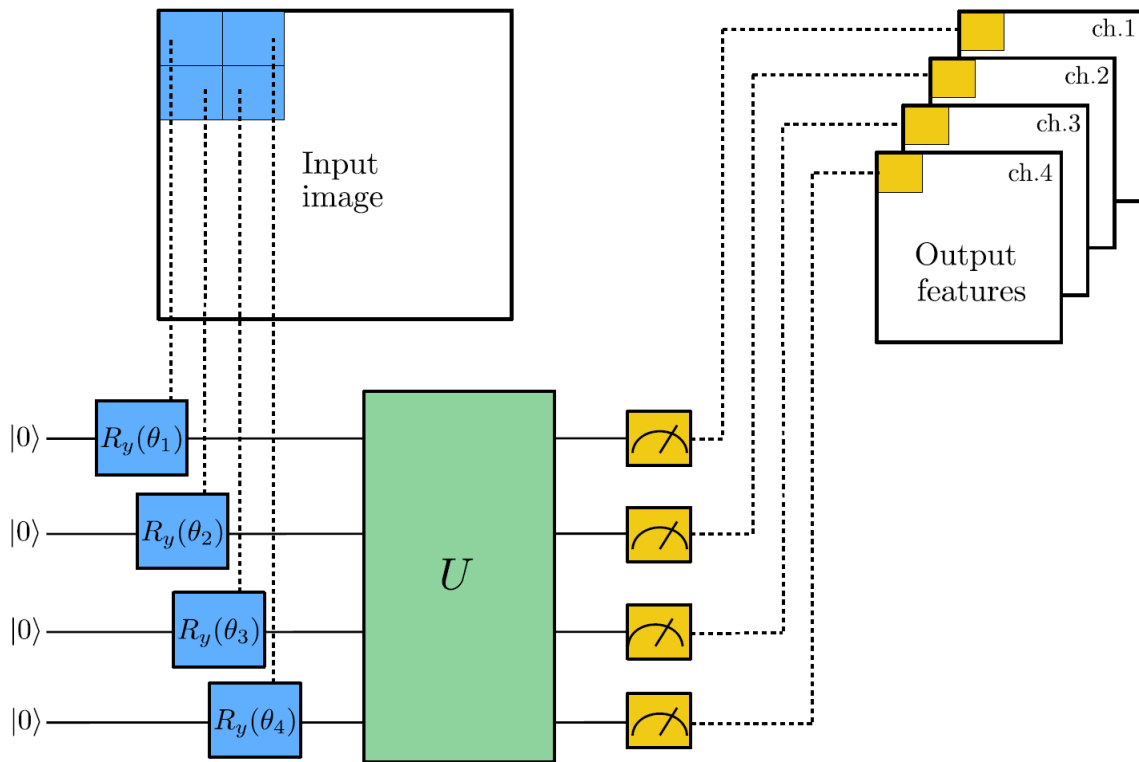 ch.1
ch.2
ch.3
ch.4
Input
image
Output
features
|0⟩ R_y(θ_1)
|0⟩ R_y(θ_2)
U
|0⟩ R_y(θ_3)
|0⟩ R_y(θ_4)